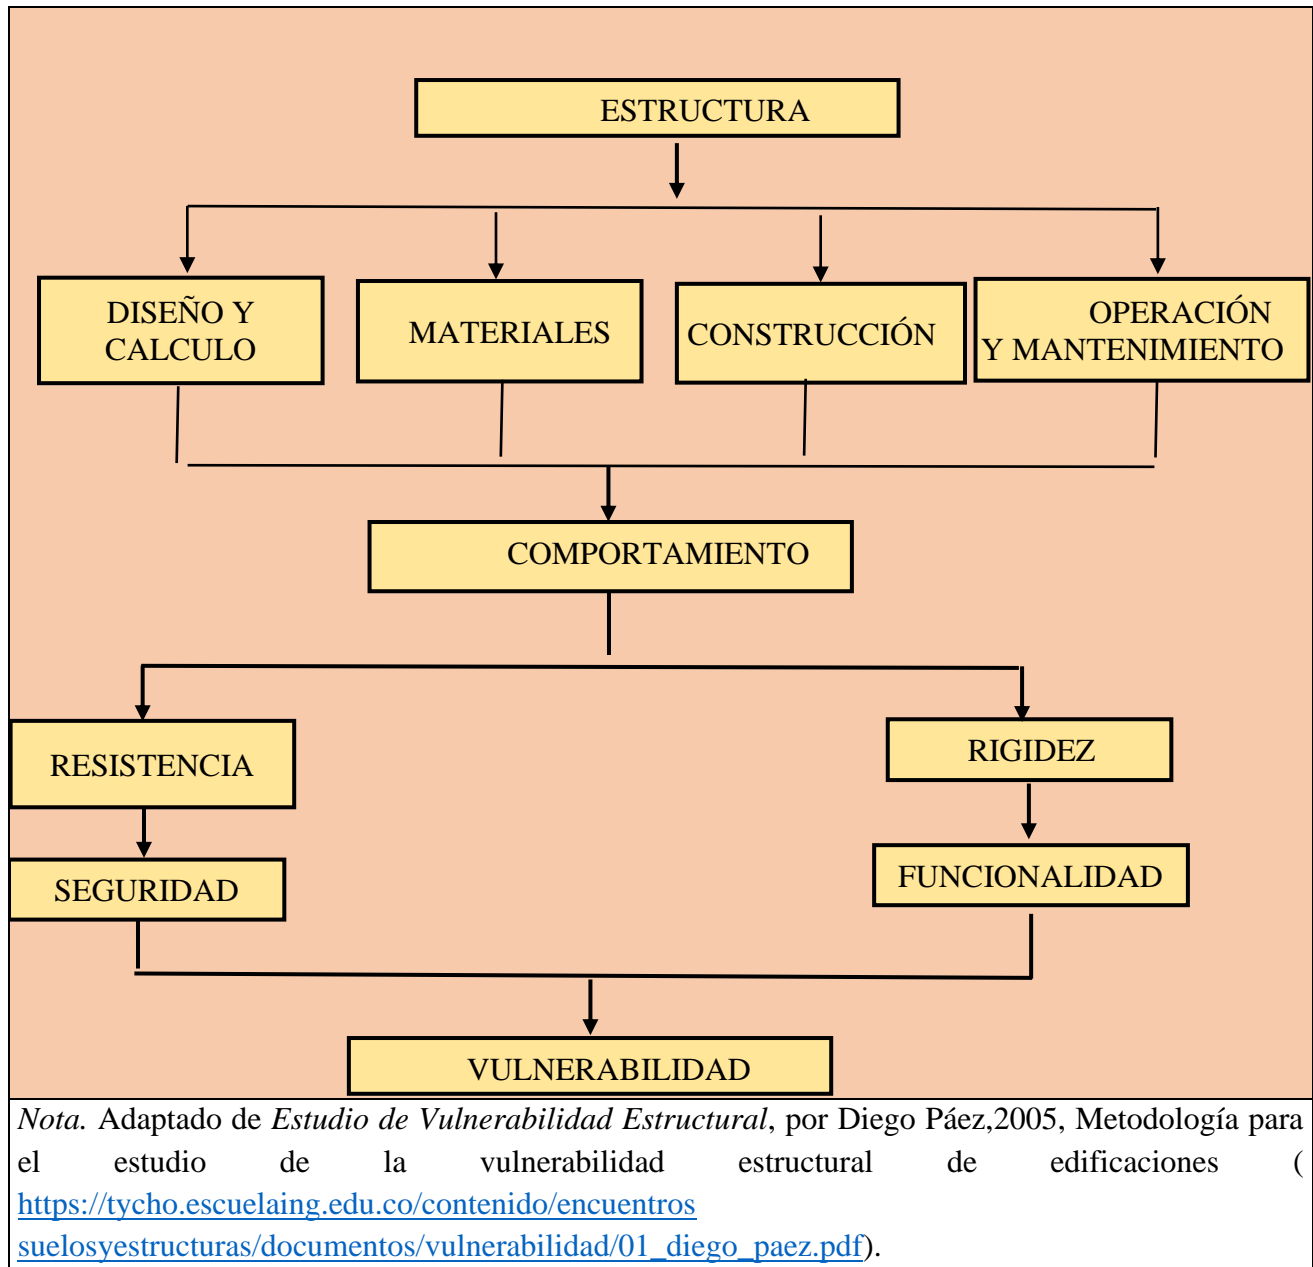 ESTRUCTURA
DISEÑO Y
CALCULO
MATERIALES
CONSTRUCCIÓN
OPERACIÓN
Y MANTENIMIENTO
COMPORTAMIENTO
RESISTENCIA
RIGIDEZ
SEGURIDAD
FUNCIONALIDAD
VULNERABILIDAD
Nota. Adaptado de Estudio de Vulnerabilidad Estructural, por Diego Páez,2005, Metodología para
el estudio de la vulnerabilidad estructural de edificaciones (
https://tycho.escuelaing.edu.co/contenido/encuentros
suelosyestructuras/documentos/vulnerabilidad/01_diego_paez.pdf).